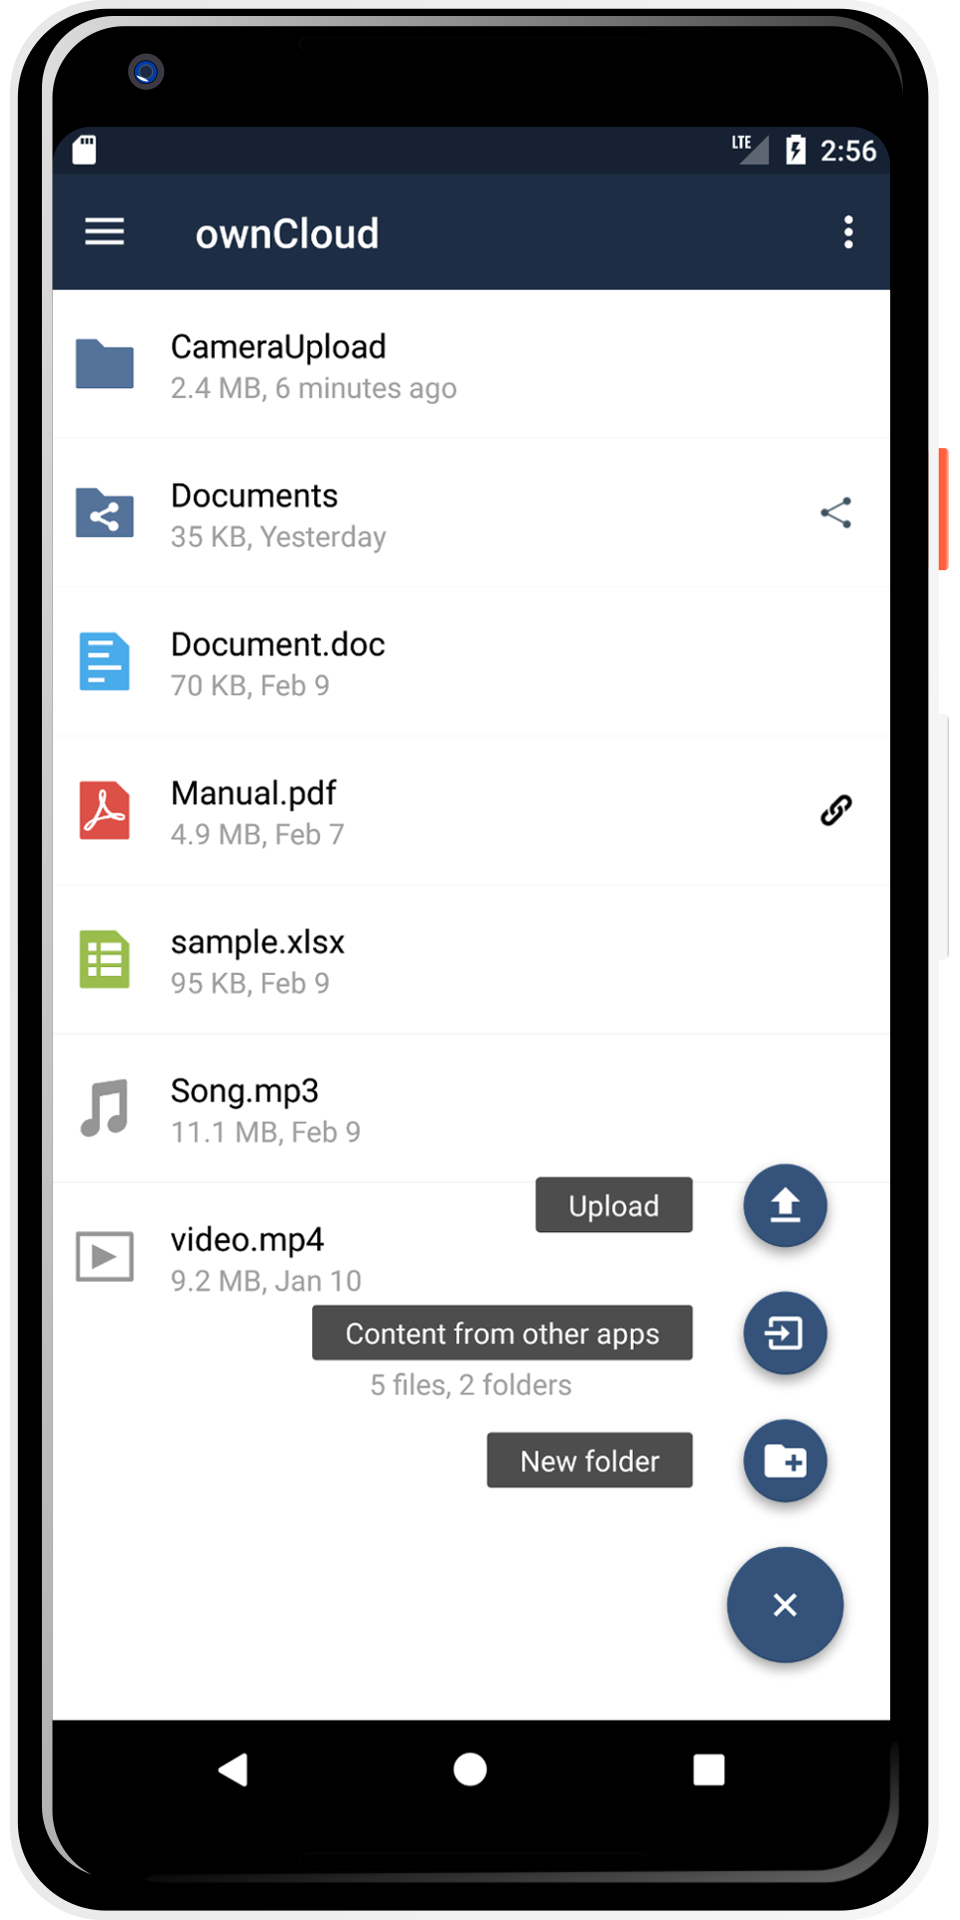 LTE 2:56
ownCloud
CameraUpload
2.4 MB, 6 minutes ago
Documents
35 KB, Yesterday
Document.doc
70 KB, Feb 9
Manual.pdf
4.9 MB, Feb 7
sample.xlsx
95 KB, Feb 9
Song.mp3
11.1 MB, Feb 9
Upload
video.mp4
9.2 MB, Jan 10
Content from other apps
5 files, 2 folders
New folder